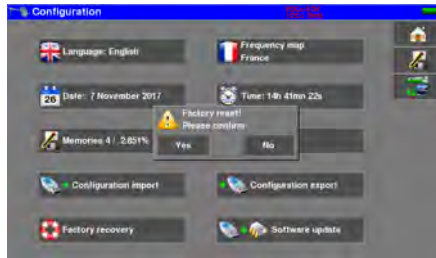 Configuration
Language: English
Frequency map
France
26
Date: 7 November 2017
Time: 14h 41mn 22s
Factory reset!
Please confirm
Memories 4 : 2.851%
Yes
No
Configuration import
Configuration export
Factory recovery
Software update